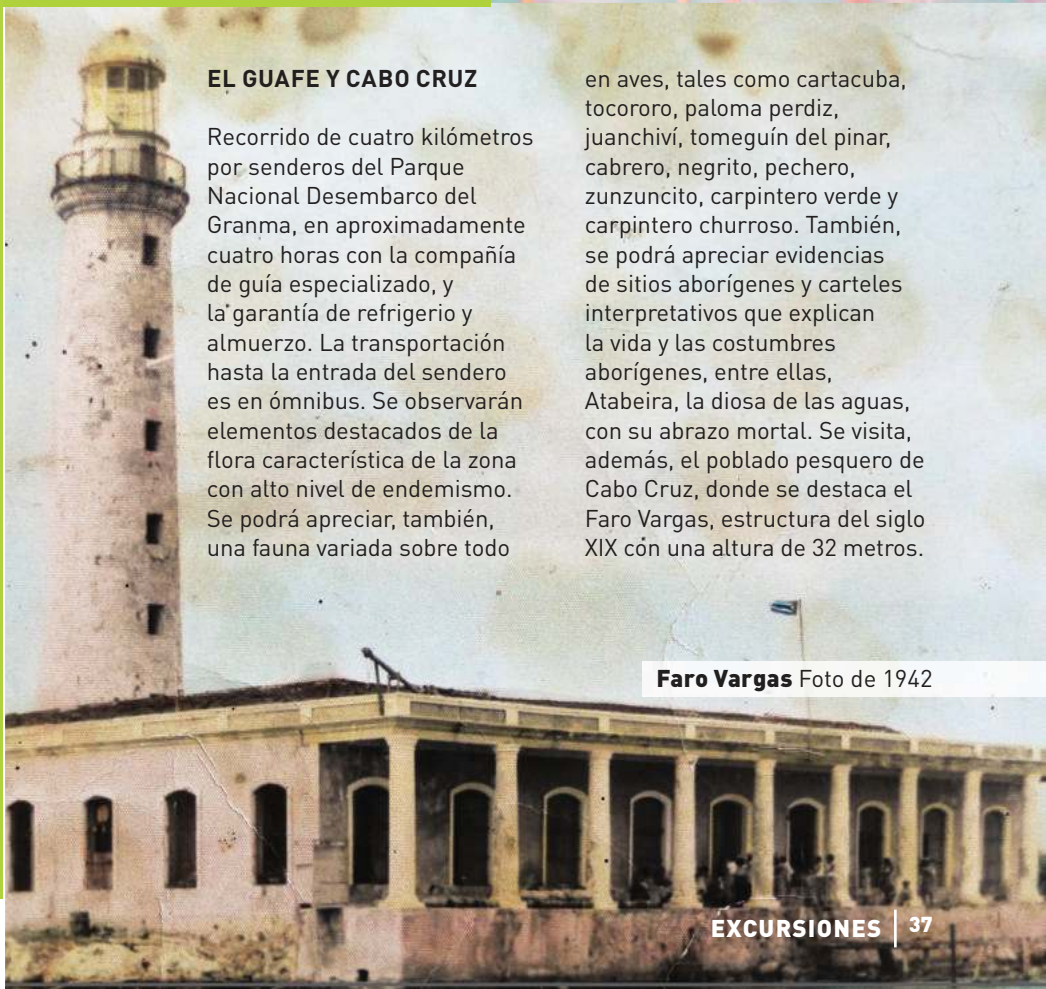 EL GUAFE Y CABO CRUZ
Recorrido de cuatro kilómetros
por senderos del Parque
Nacional Desembarco del
Granma, en aproximadamente
cuatro horas con la compañía
de guía especializado, y
la garantía de refrigerio y
almuerzo. La transportación
hasta la entrada del sendero
es en ómnibus. Se observarán
elementos destacados de la
flora característica de la zona
con alto nivel de endemismo.
Se podrá apreciar, también,
una fauna variada sobre todo
en aves, tales como cartacuba,
tocororo, paloma perdiz,
juanchiví, tomeguín del pinar,
cabrero, negrito, pechero,
zunzuncito, carpintero verde y
carpintero churroso. También,
se podrá apreciar evidencias
de sitios aborígenes y carteles
interpretativos que explican
la vida y las costumbres
aborígenes, entre ellas,
Atabeira, la diosa de las aguas,
con su abrazo mortal. Se visita,
además, el poblado pesquero de
Cabo Cruz, donde se destaca el
Faro Vargas, estructura del siglo
XIX con una altura de 32 metros.
Faro Vargas Foto de 1942
EXCURSIONES | 37